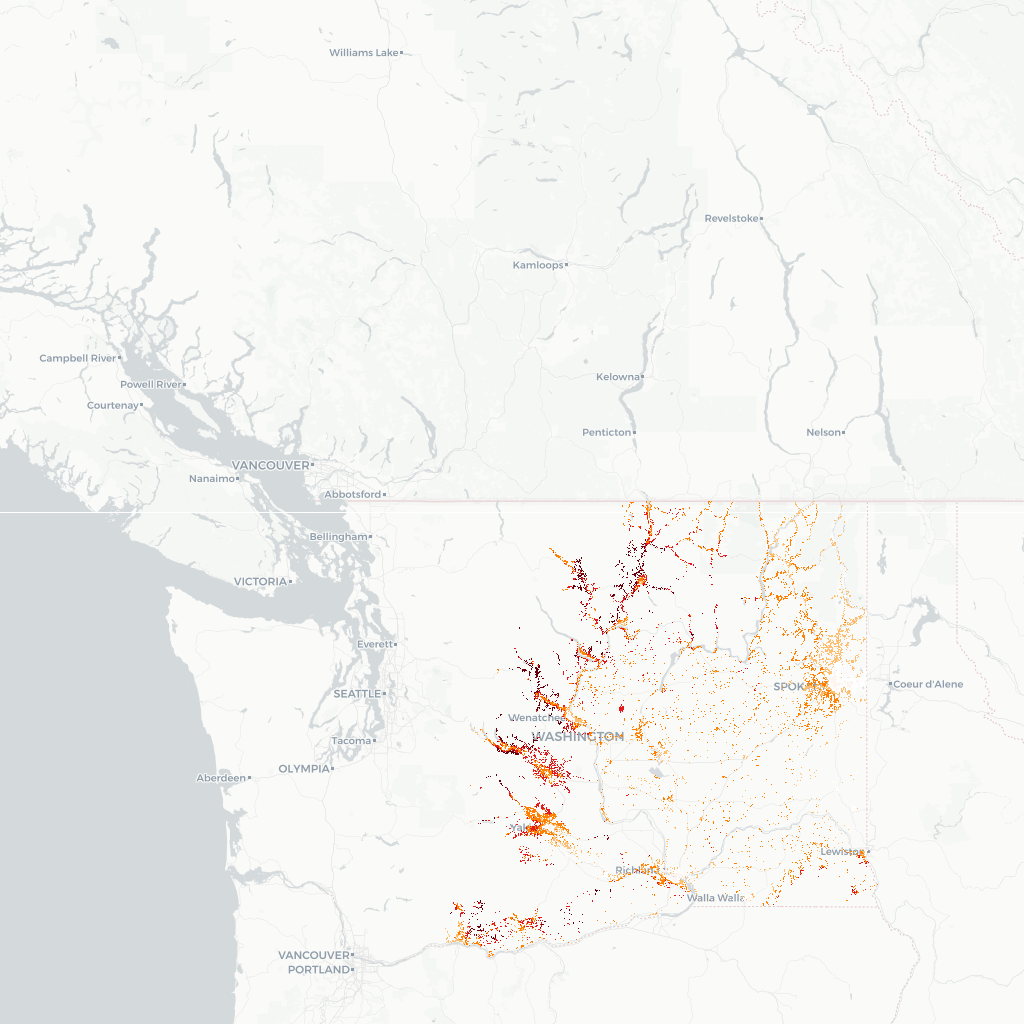 Williams Lake
Revelstoke
Kamloops
Campbell River
Kelowna
Powell River
Courtenay
Penticton
Nelson
VANCOUVER
Nanaimo
Abbotsford
Bellingham
VICTORIA
Everett
SEATTLE
Coeur d'Alene
Wenatchee
WASHINGTON
Tacoma
OLYMPIA
Aberdeen
Lewiston
Richland
Walla Walla
VANCOUVER
PORTLAND